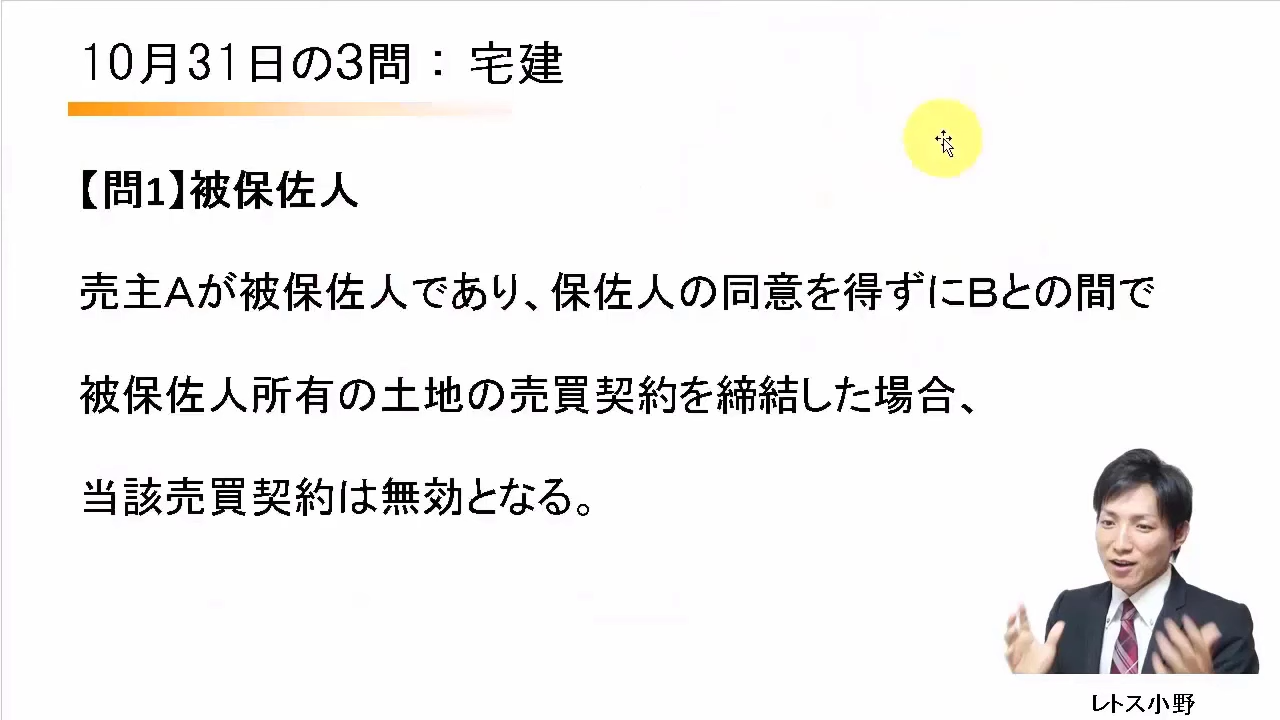 10月31日の3問：宅建
【問1】被保佐人
売主Aが被保佐人であり、保佐人の同意を得ずにBとの間で
被保佐人所有の土地の売買契約を締結した場合、
当該売買契約は無効となる。
レトス小野